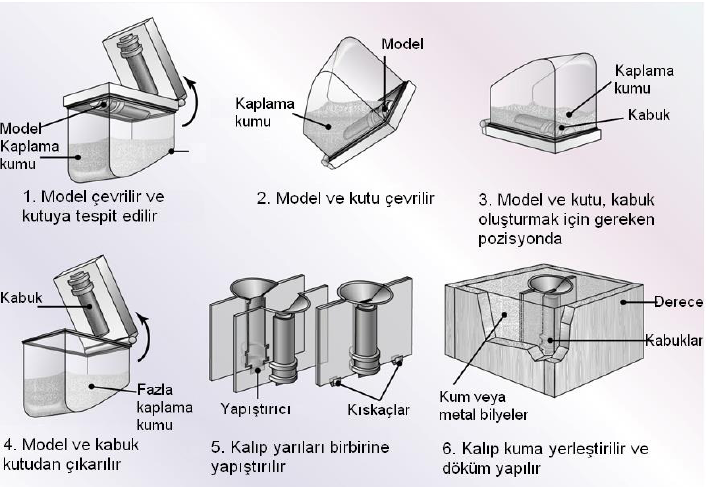 Model
Kaplama
kumu
1. Model çevrilir ve
kutuya tespit edilir
Model
Kaplama
kumu
2. Model ve kutu çevrilir
Kaplama
kumu
Kabuk
3. Model ve kutu, kabuk
oluşturmak için gereken
pozisyonda
Kabuk
Fazla
kaplama
kumu
4. Model ve kabuk
kutudan çıkarılır
Yapıştırıcı
Kıskaçlar
5. Kalıp yarıları birbirine
yapıştırılır
Derece
Kabuklar
Kum veya
metal bilyeler
6. Kalıp kuma yerleştirilir ve
döküm yapılır